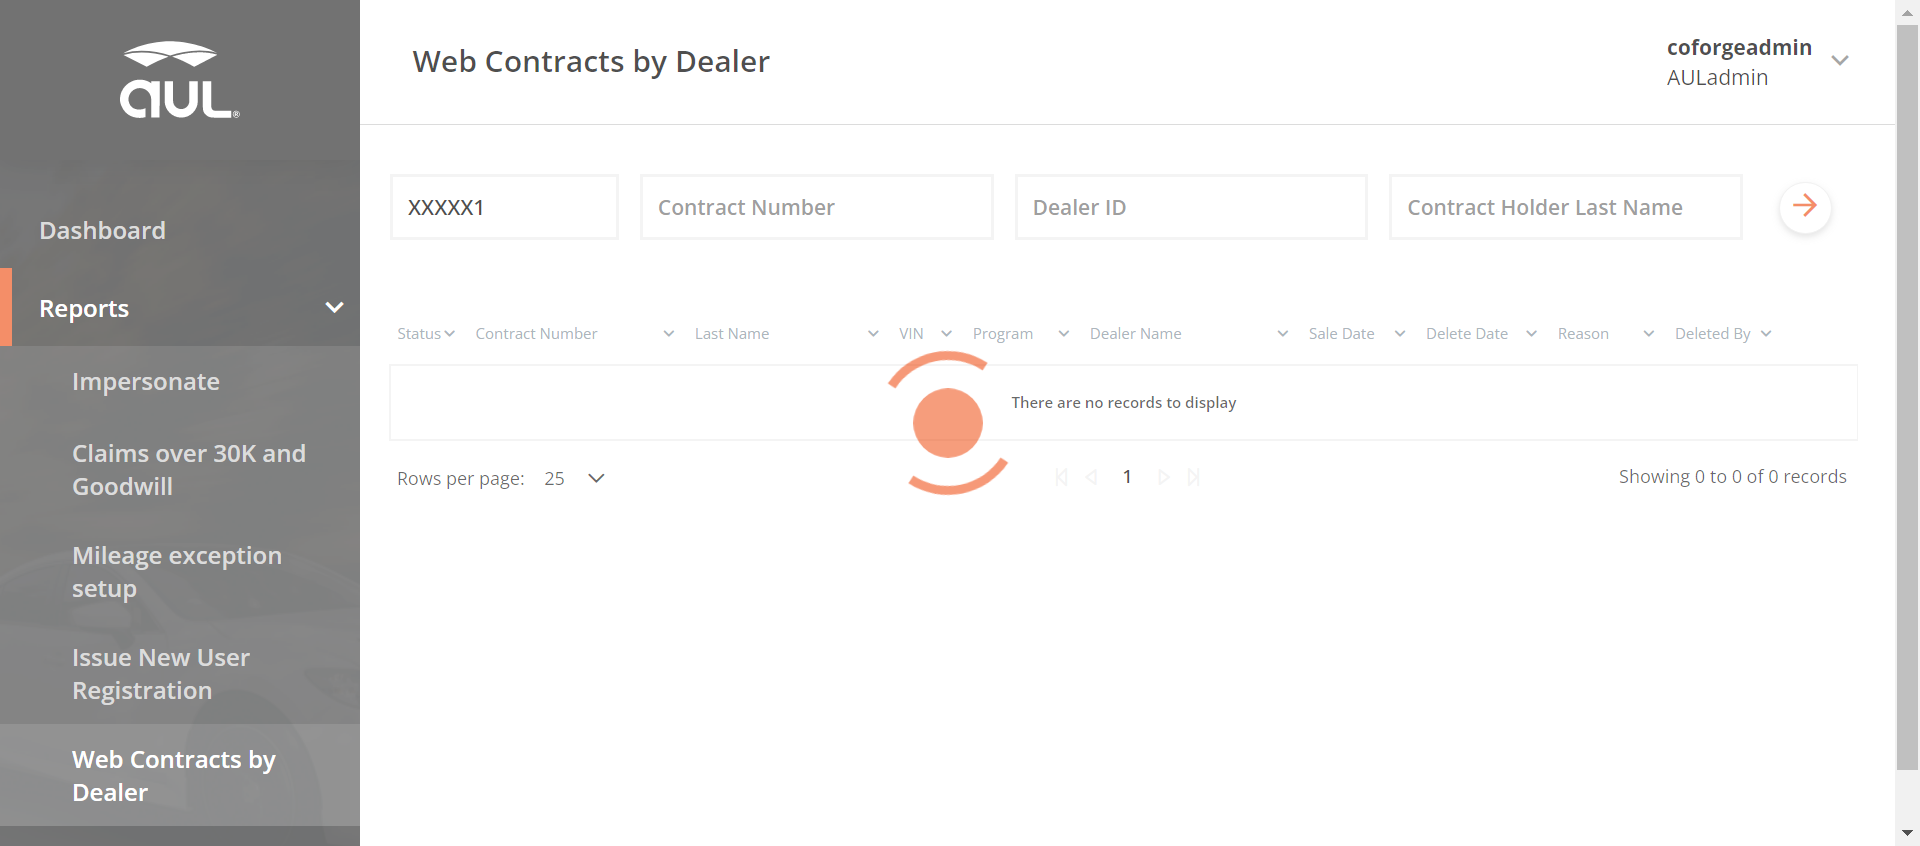 aUL®
Dashboard
Reports
Impersonate
Claims over 30K and
Goodwill
Mileage exception
setup
Issue New User
Registration
Web Contracts by
Dealer
Web Contracts by Dealer
coforgeadmin
AULadmin
XXXXX1
Contract Number
Dealer ID
Contract Holder Last Name
Status Contract Number Last Name VIN Program Dealer Name Sale Date Delete Date Reason Deleted By
There are no records to display
Rows per page: 25
1
Showing 0 to 0 of 0 records